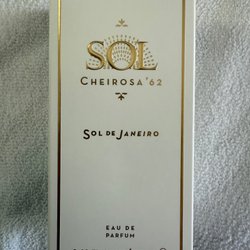 SOL
CHEIROSA '62
SOL DE JANEIRO
EAU DE
PARFUM